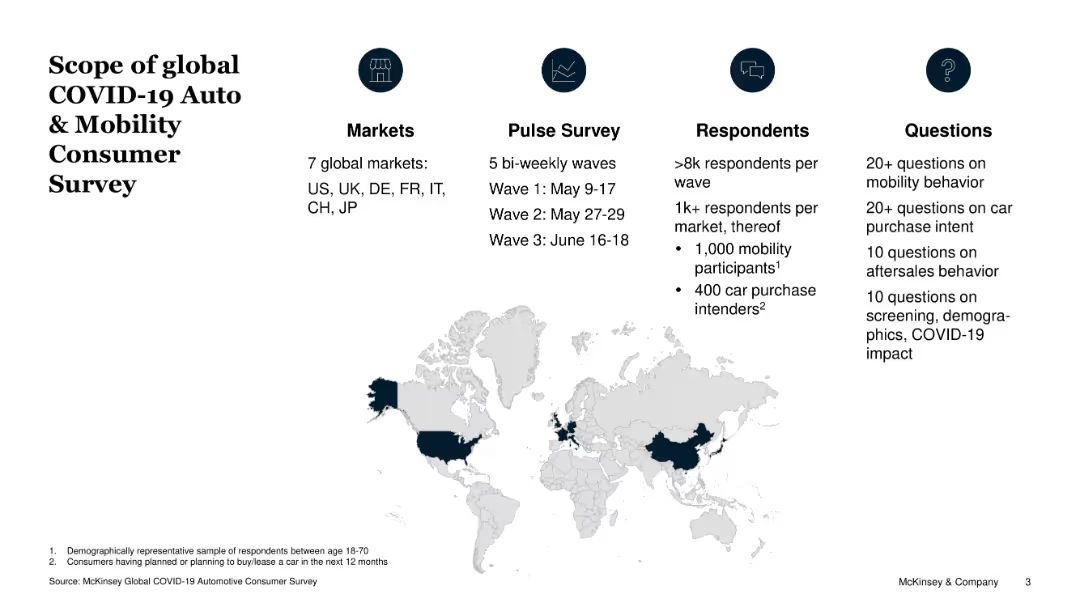 Scope of global
COVID-19 Auto
& Mobility
Consumer
Survey
Markets
7 global markets:
US, UK, DE, FR, IT,
CH, JP
Pulse Survey
5 bi-weekly waves
Wave 1: May 9-17
Wave 2: May 27-29
Wave 3: June 16-18
Respondents
>8k respondents per
wave
1k+ respondents per
market, thereof
• 1,000 mobility
participants1
• 400 car purchase
intenders2
Questions
20+ questions on
mobility behavior
20+ questions on car
purchase intent
10 questions on
aftersales behavior
10 questions on
screening, demogra-
phics, COVID-19
impact
1. Demographically representative sample of respondents between age 18-70
2. Consumers having planned or planning to buy/lease a car in the next 12 months
Source: McKinsey Global COVID-19 Automotive Consumer Survey
McKinsey & Company 3